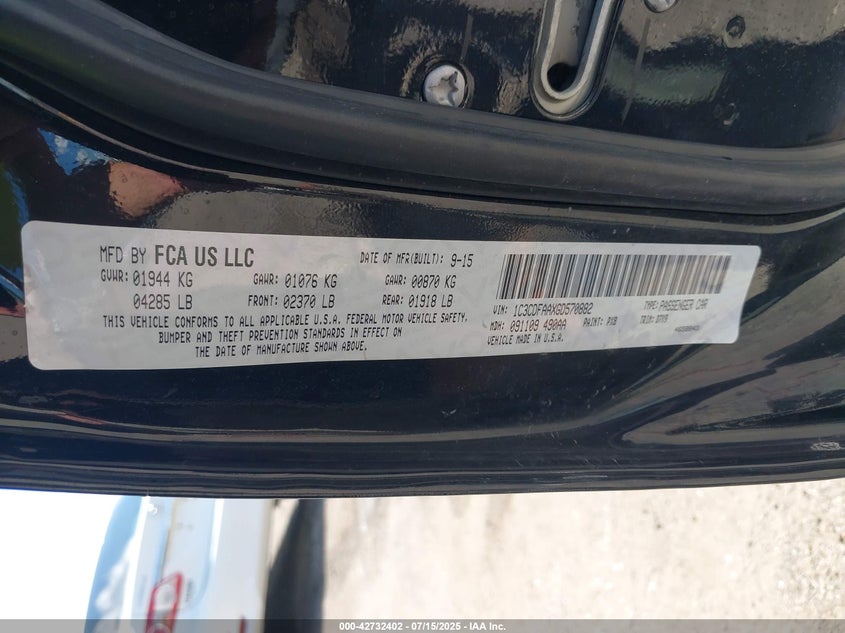 MFD BY FCA US LLC
DATE OF MFR(BUILT): 9-15
GVWR: 01944 KG GAWR: 01076 KG GAWR: 00870 KG
04285 LB FRONT: 02370 LB REAR: 01918 LB
THIS VEHICLE CONFORMS TO ALL APPLICABLE U.S.A. FEDERAL MOTOR VEHICLE SAFETY,
BUMPER AND THEFT PREVENTION STANDARDS IN EFFECT ON
THE DATE OF MANUFACTURE SHOWN ABOVE.
VIN: 1C3CDFAAXGD570882 TYPE: PASSENGER CAR
MDH: 091109 490AA PAINT: PXB TRIM:
VEHICLE MADE IN U.S.A.
000-42732402 - 07/15/2025 - IAA Inc.